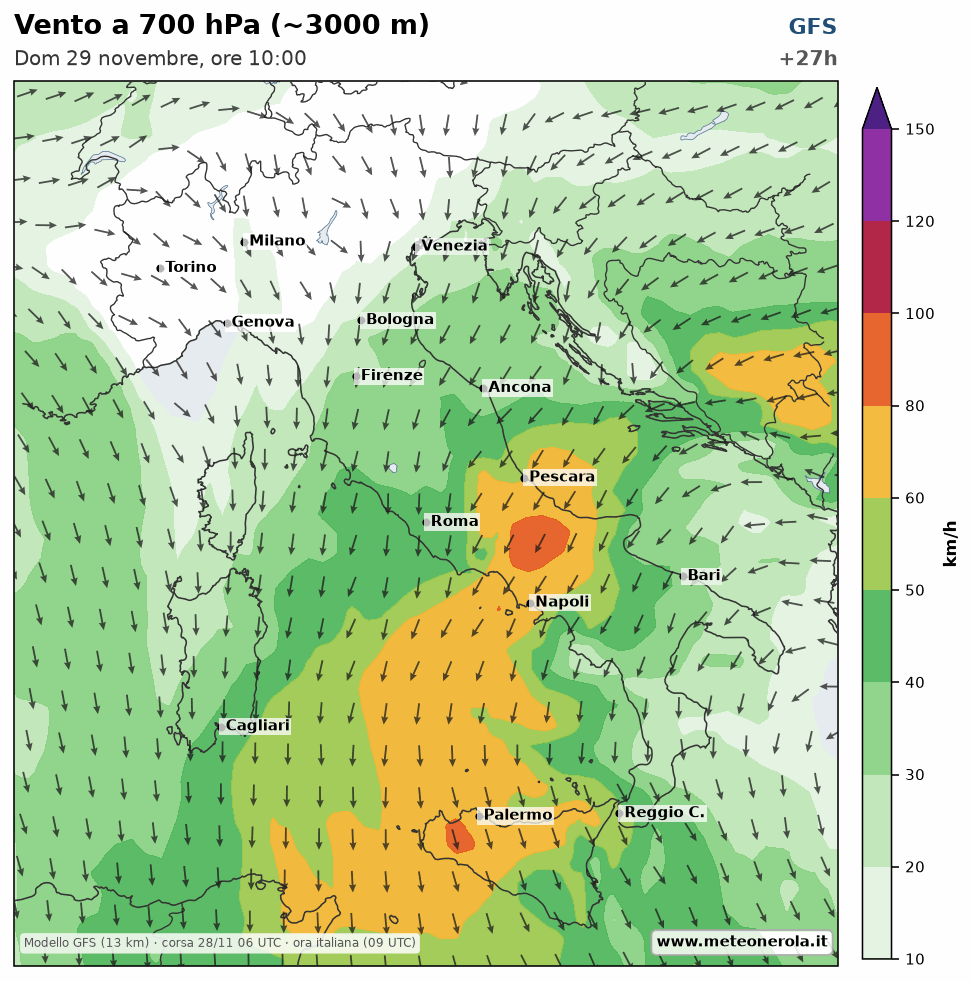 Vento a 700 hPa (~3000 m)
GFS
Dom 29 novembre, ore 10:00
+27h
150
120
100
80
60
50
40
30
20
10
km/h
Milano
Venezia
Torino
Genova
Bologna
Firenze
Ancona
Pescara
Roma
Bari
Napoli
Cagliari
Palermo
Reggio C.
Modello GFS (13 km) · corsa 28/11 06 UTC · ora italiana (09 UTC)
www.meteonerola.it